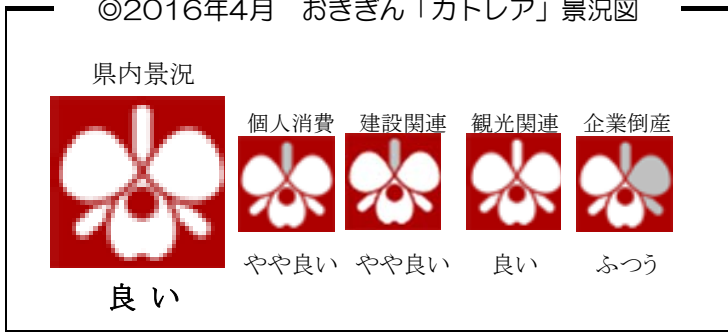 ◎2016年4月 おきぎん「カトレア」景況図
県内景況
個人消費 建設関連 観光関連 企業倒産
やや良い やや良い 良い ふつう
良 い